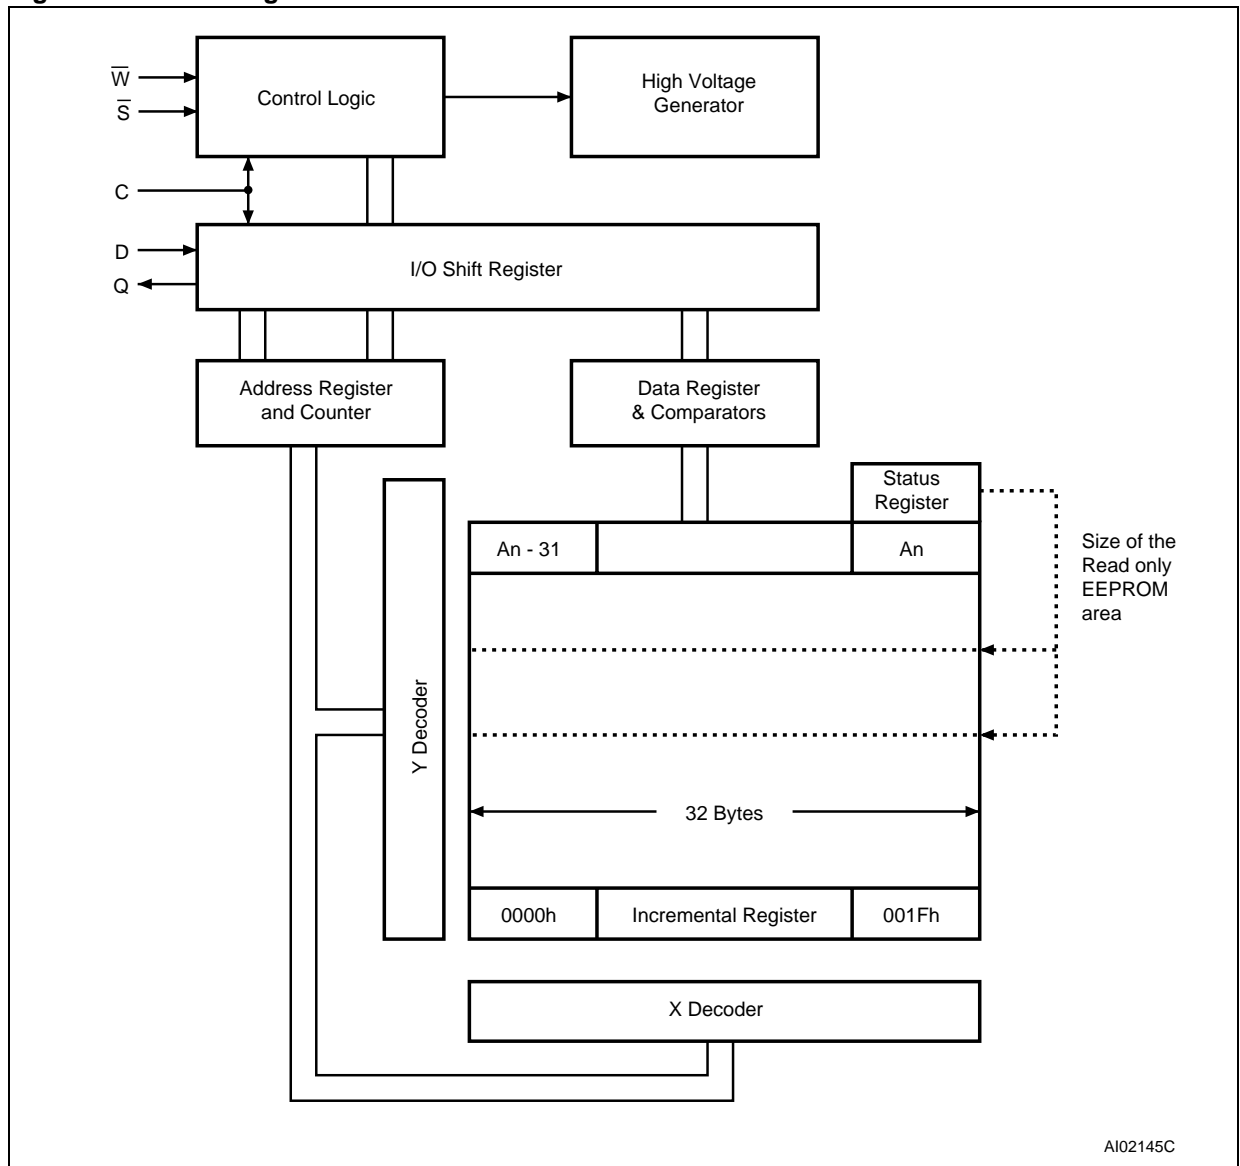 W̅
S̅
Control Logic
High Voltage
Generator
C
D
Q
I/O Shift Register
Address Register
and Counter
Data Register
& Comparators
Status
Register
An - 31
An
Size of the
Read only
EEPROM
area
Y Decoder
32 Bytes
0000h
Incremental Register
001Fh
X Decoder
AI02145C